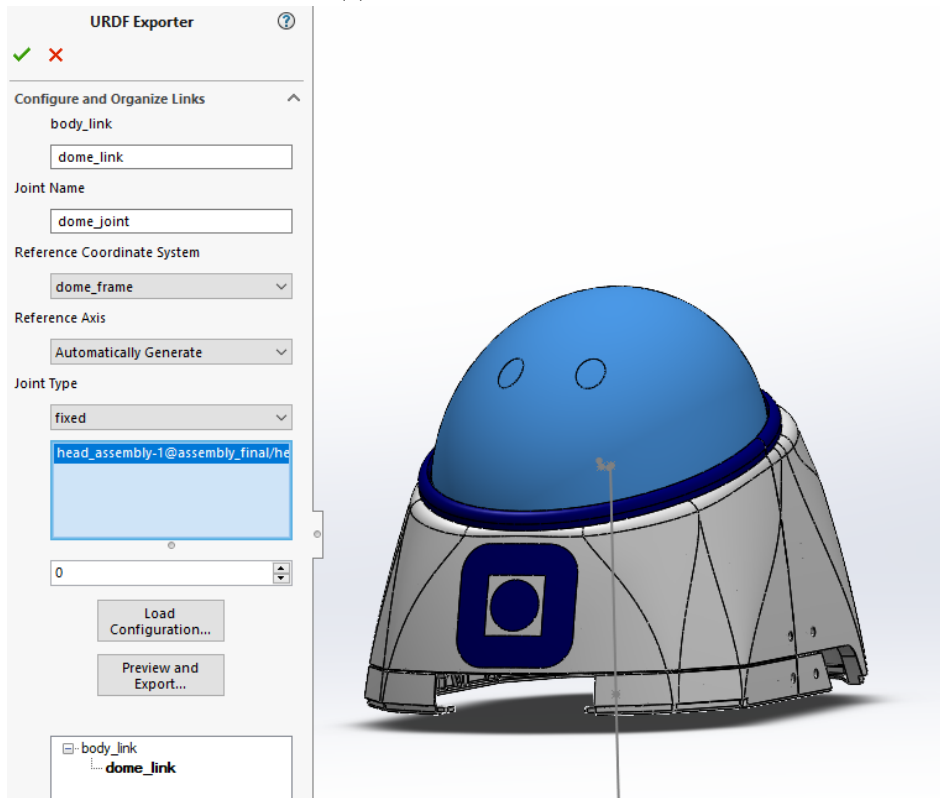 URDF Exporter
Configure and Organize Links
body_link
dome_link
Joint Name
dome_joint
Reference Coordinate System
dome_frame
Reference Axis
Automatically Generate
Joint Type
fixed
head_assembly-1@assembly_final/he
0
Load
Configuration...
Preview and
Export...
body_link
dome_link